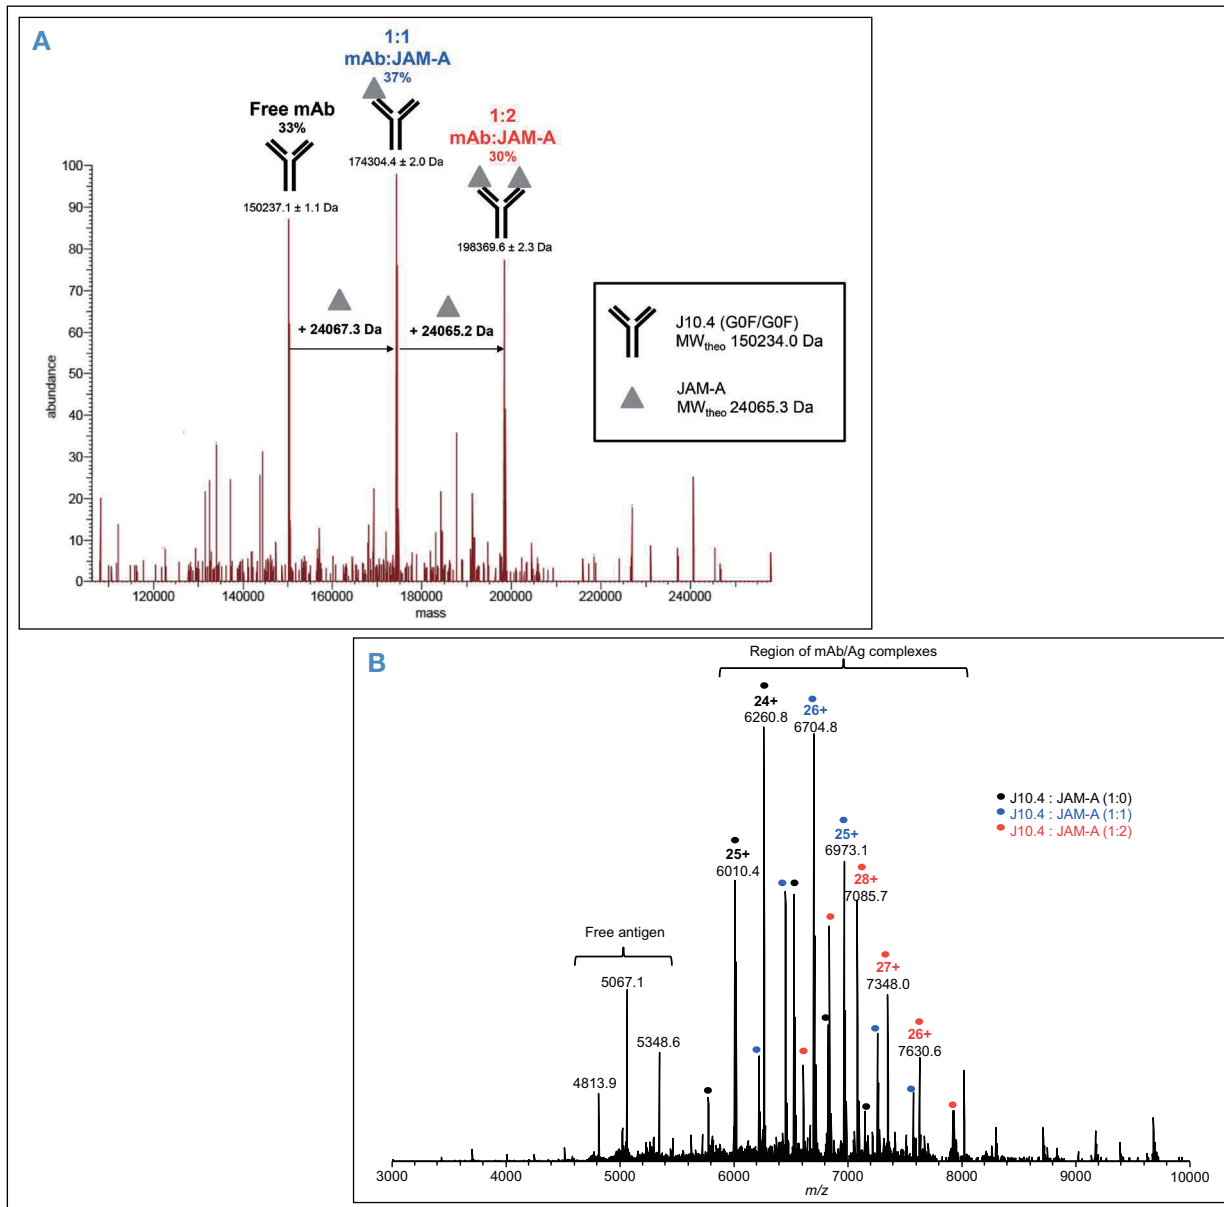 A
1:1
mAb:JAM-A
37%
Free mAb
33%
1:2
mAb:JAM-A
30%
174304.4 ± 2.0 Da
150237.1 ± 1.1 Da
198369.6 ± 2.3 Da
+ 24067.3 Da
+ 24065.2 Da
J10.4 (G0F/G0F)
MWtheo 150234.0 Da
JAM-A
MWtheo 24065.3 Da
abundance
100
90
80
70
60
50
40
30
20
10
0
120000 140000 160000 180000 200000 220000 240000
mass
B
Region of mAb/Ag complexes
24+
6260.8
26+
6704.8
J10.4 : JAM-A (1:0)
J10.4 : JAM-A (1:1)
J10.4 : JAM-A (1:2)
25+
6010.4
25+
6973.1
28+
7085.7
Free antigen
27+
7348.0
5067.1
26+
7630.6
5348.6
4813.9
3000 4000 5000 6000 7000 8000 9000 10000
m/z